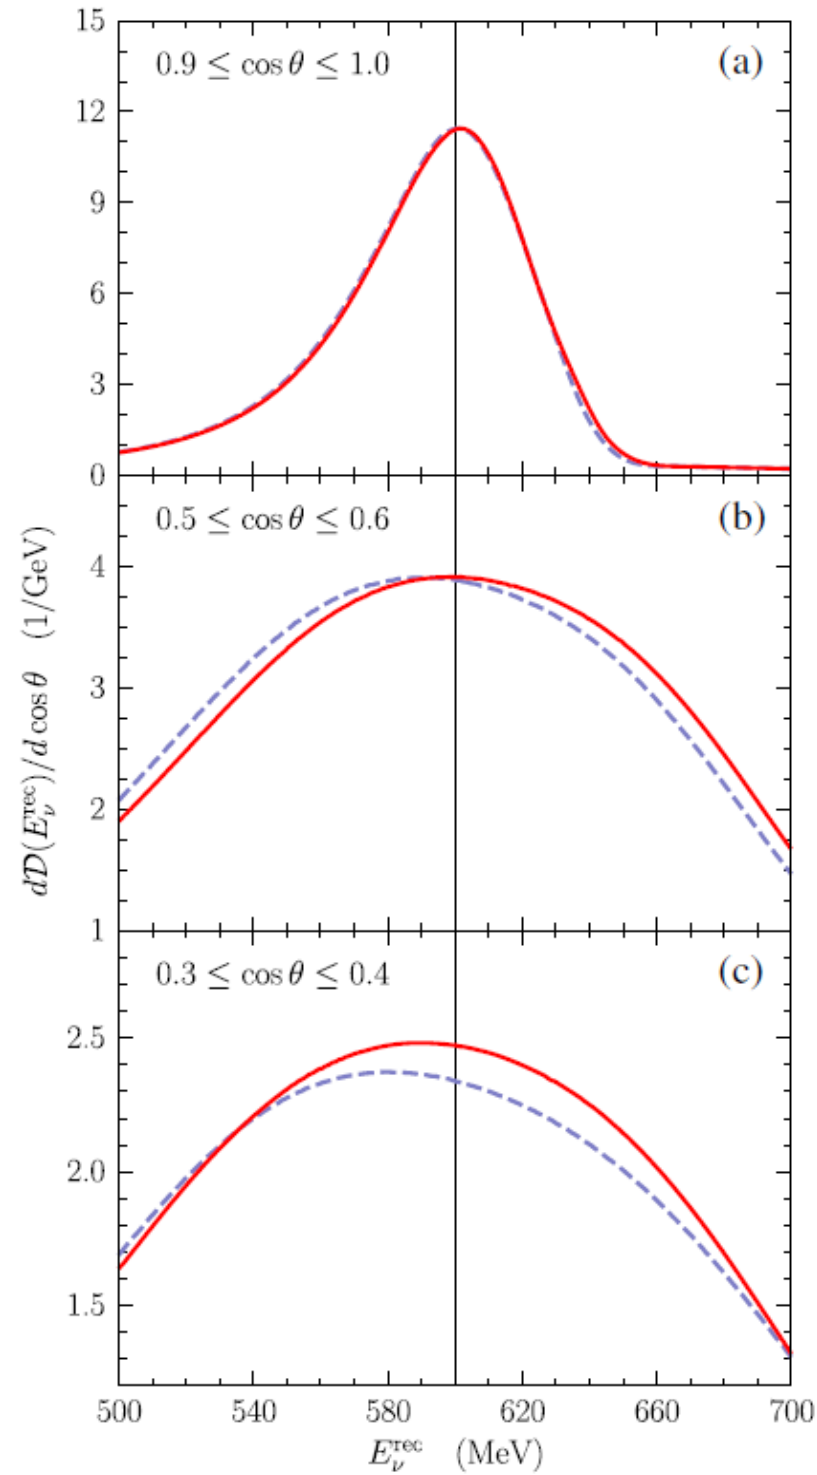 15
0.9 ≤ cos θ ≤ 1.0 (a)
12
9
6
3
0
0.5 ≤ cos θ ≤ 0.6 (b)
4
3
2
1
0.3 ≤ cos θ ≤ 0.4 (c)
2.5
2.0
1.5
500 540 580 620 660 700
E_ν^rec (MeV)
d𝒟(E_ν^rec)/d cos θ (1/GeV)